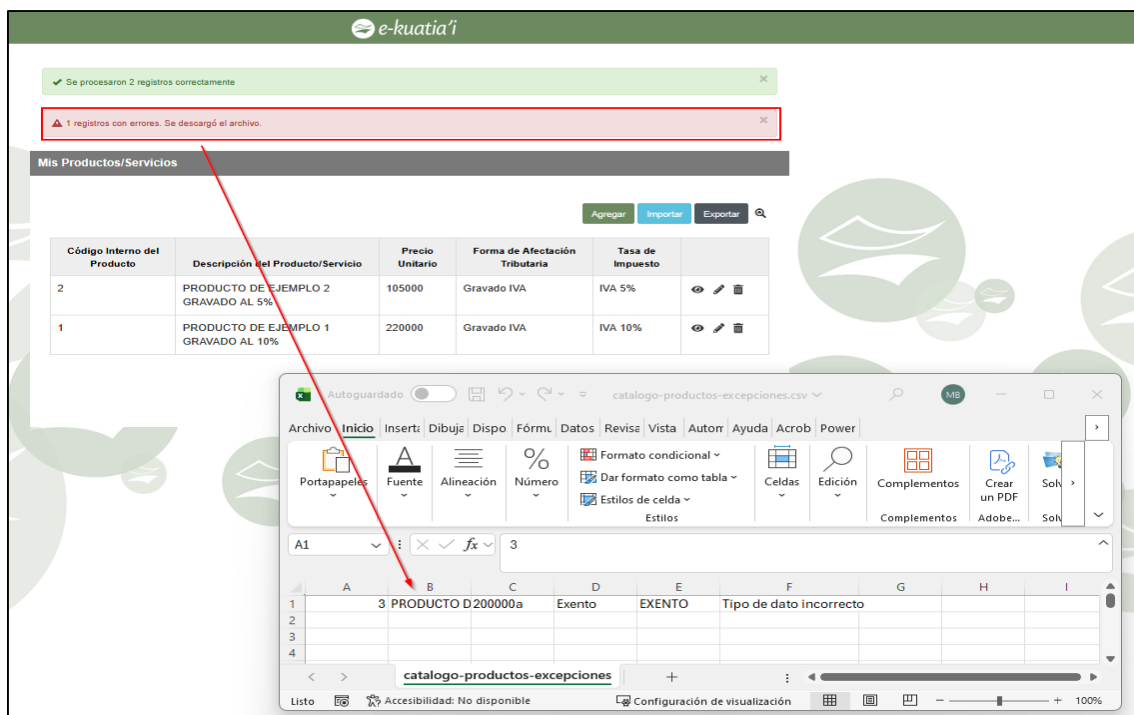 e-kuatia'i
Se procesaron 2 registros correctamente
1 registros con errores. Se descargó el archivo.
Mis Productos/Servicios
Agregar Importar Exportar
Código Interno del Producto Descripción del Producto/Servicio Precio Unitario Forma de Afectación Tributaria Tasa de Impuesto
2 PRODUCTO DE EJEMPLO 2 GRAVADO AL 5% 105000 Gravado IVA IVA 5%
1 PRODUCTO DE EJEMPLO 1 GRAVADO AL 10% 220000 Gravado IVA IVA 10%
Autoguardado catalogo-productos-excepciones.csv MB
Archivo Inicio Inserta Dibuja Dispo Fórmu Datos Revisa Vista Autom Ayuda Acrob Power
Portapapeles Fuente Alineación Número Formato condicional Celdas Edición Complementos Crear un PDF Solv
Dar formato como tabla
Estilos de celda
Estilos Complementos Adobe... Solv
A1 fx 3
A B C D E F G H I
1 3 PRODUCTO D 200000a Exento EXENTO Tipo de dato incorrecto
2
3
4
catalogo-productos-excepciones
Listo Accesibilidad: No disponible Configuración de visualización 100%